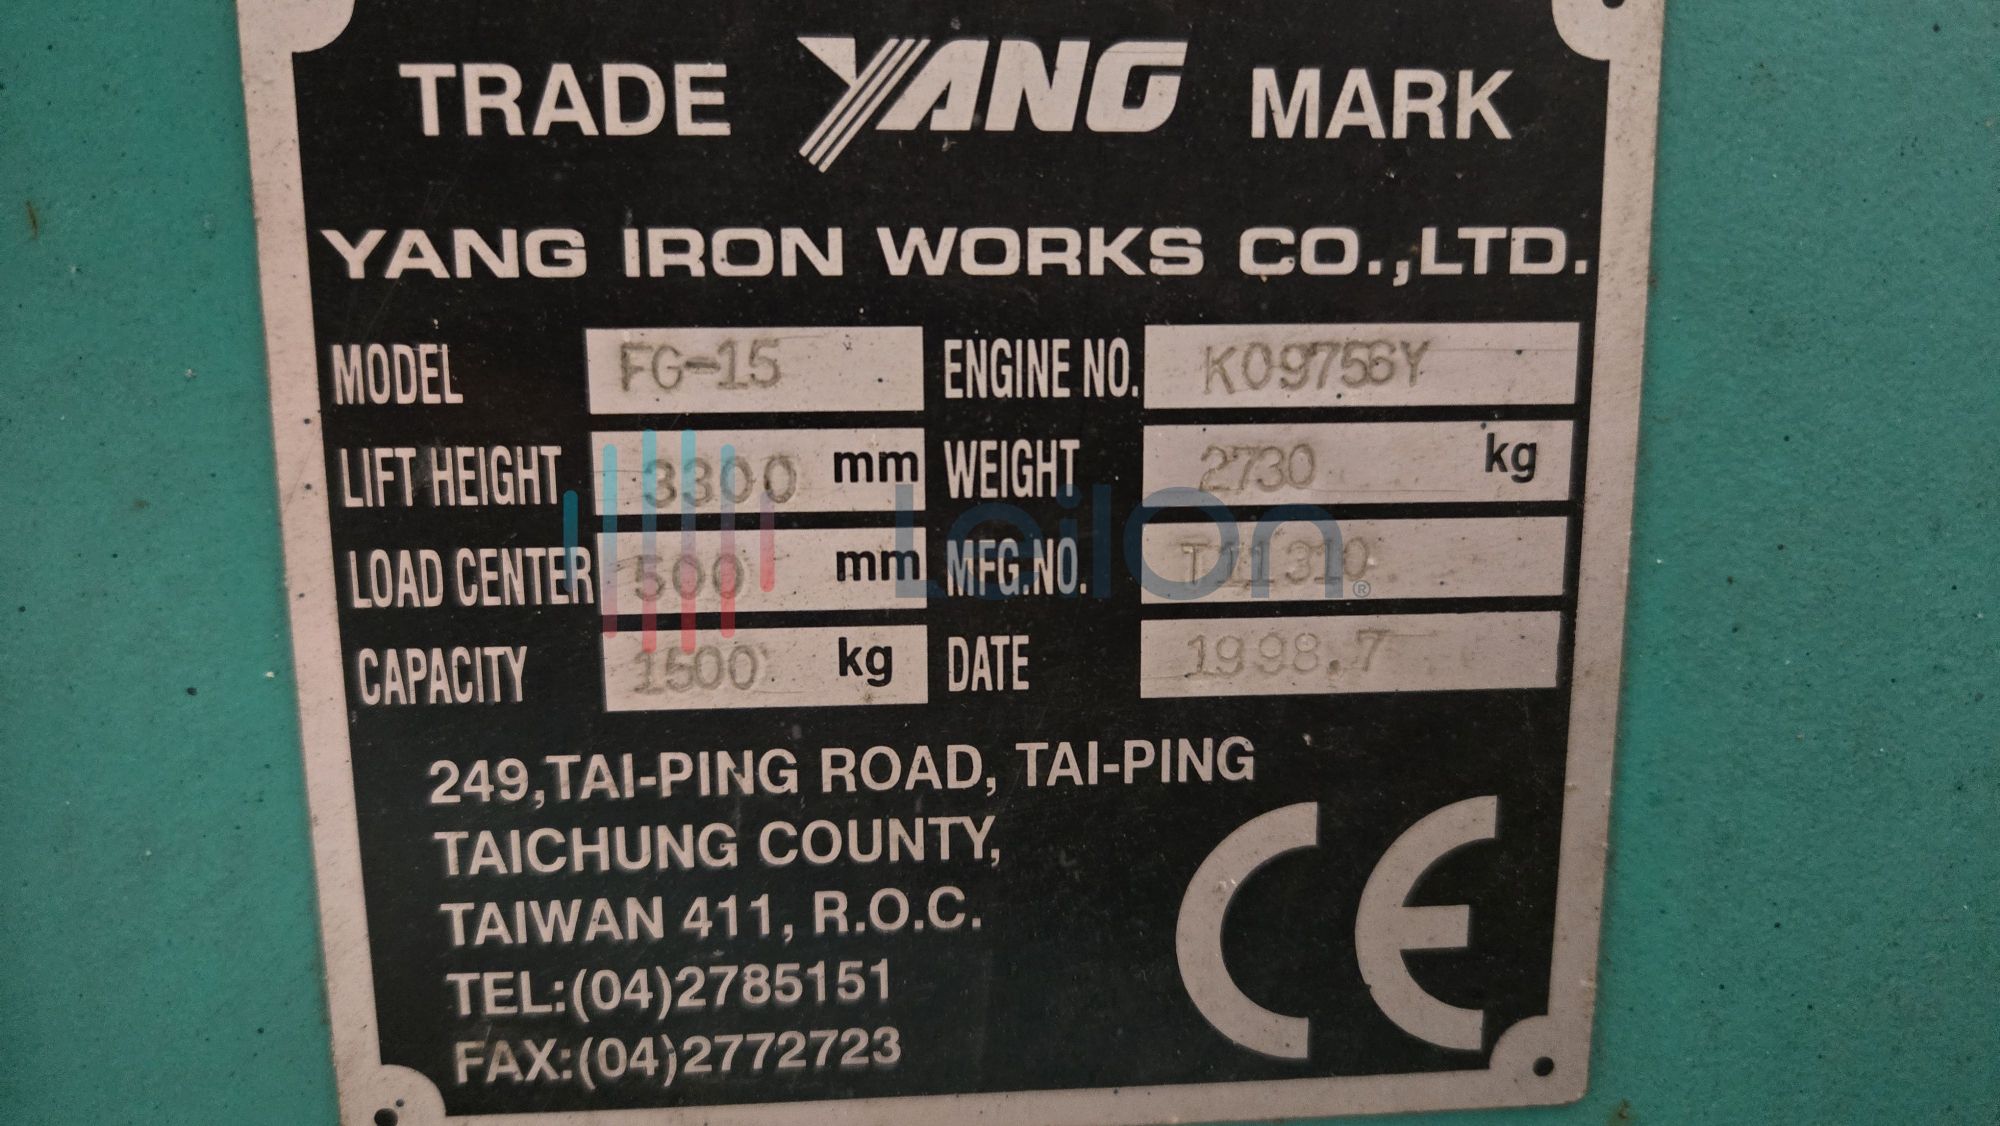 TRADE YANG MARK
YANG IRON WORKS CO.,LTD.
MODEL FG-15 ENGINE NO. K09756Y
LIFT HEIGHT 3300 mm WEIGHT 2730 kg
LOAD CENTER 500 mm MFG.NO. T11310
CAPACITY 1500 kg DATE 1998.7
249,TAI-PING ROAD, TAI-PING
TAICHUNG COUNTY,
TAIWAN 411, R.O.C.
TEL:(04)2785151
FAX:(04)2772723
CE
Leilon®